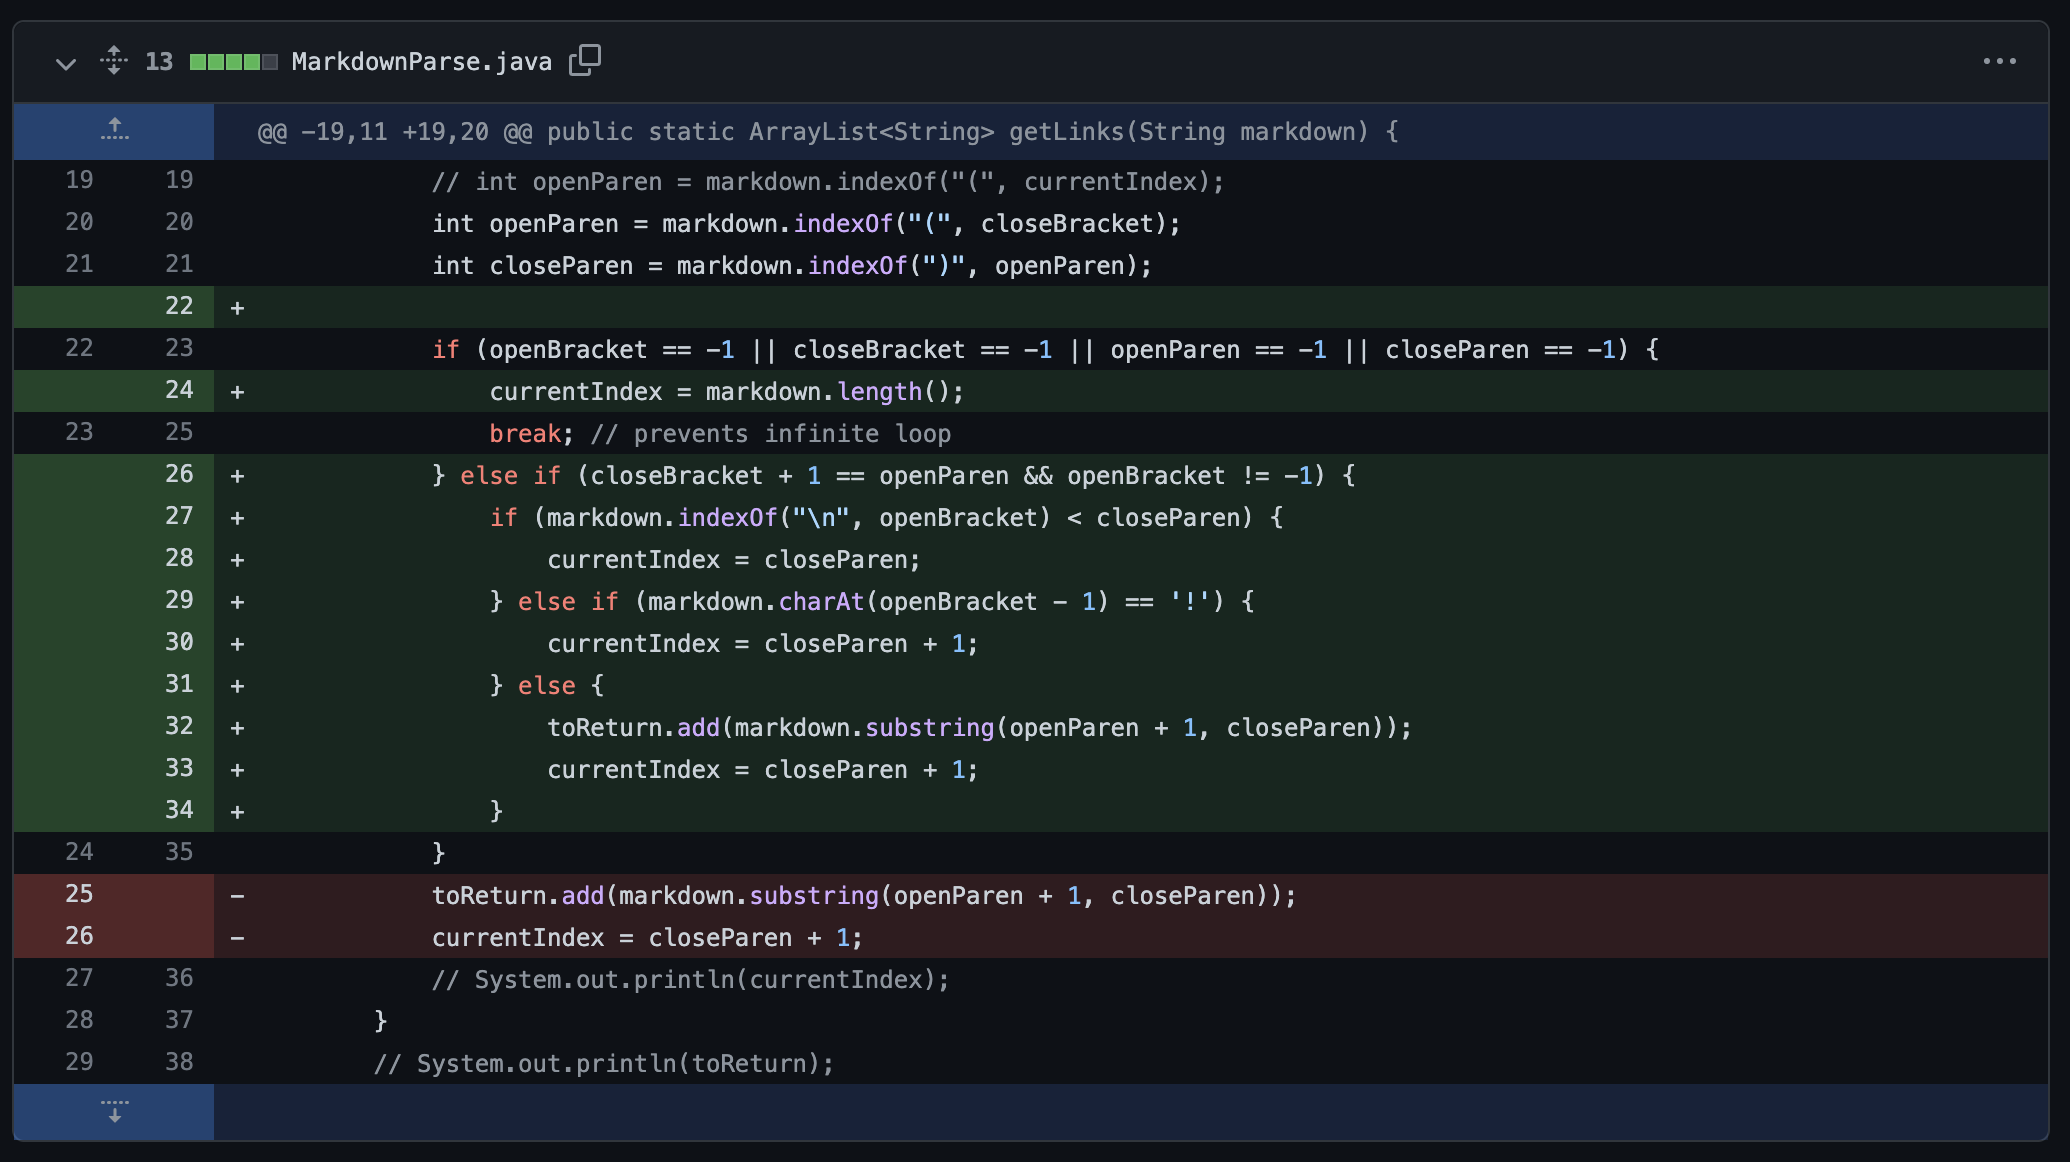 13 MarkdownParse.java
@@ -19,11 +19,20 @@ public static ArrayList<String> getLinks(String markdown) {
19 19 // int openParen = markdown.indexOf("(", currentIndex);
20 20 int openParen = markdown.indexOf("(", closeBracket);
21 21 int closeParen = markdown.indexOf(")", openParen);
22 +
22 23 if (openBracket == -1 || closeBracket == -1 || openParen == -1 || closeParen == -1) {
24 + currentIndex = markdown.length();
23 25 break; // prevents infinite loop
26 + } else if (closeBracket + 1 == openParen && openBracket != -1) {
27 + if (markdown.indexOf("\n", openBracket) < closeParen) {
28 + currentIndex = closeParen;
29 + } else if (markdown.charAt(openBracket - 1) == '!') {
30 + currentIndex = closeParen + 1;
31 + } else {
32 + toReturn.add(markdown.substring(openParen + 1, closeParen));
33 + currentIndex = closeParen + 1;
34 + }
24 35 }
25 - toReturn.add(markdown.substring(openParen + 1, closeParen));
26 - currentIndex = closeParen + 1;
27 36 // System.out.println(currentIndex);
28 37 }
29 38 // System.out.println(toReturn);